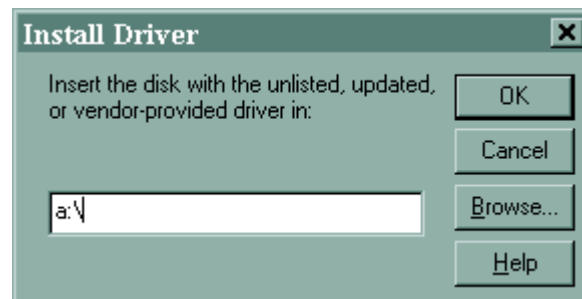 Install Driver
Insert the disk with the unlisted, updated,
or vendor-provided driver in:
a:\
OK
Cancel
Browse...
Help